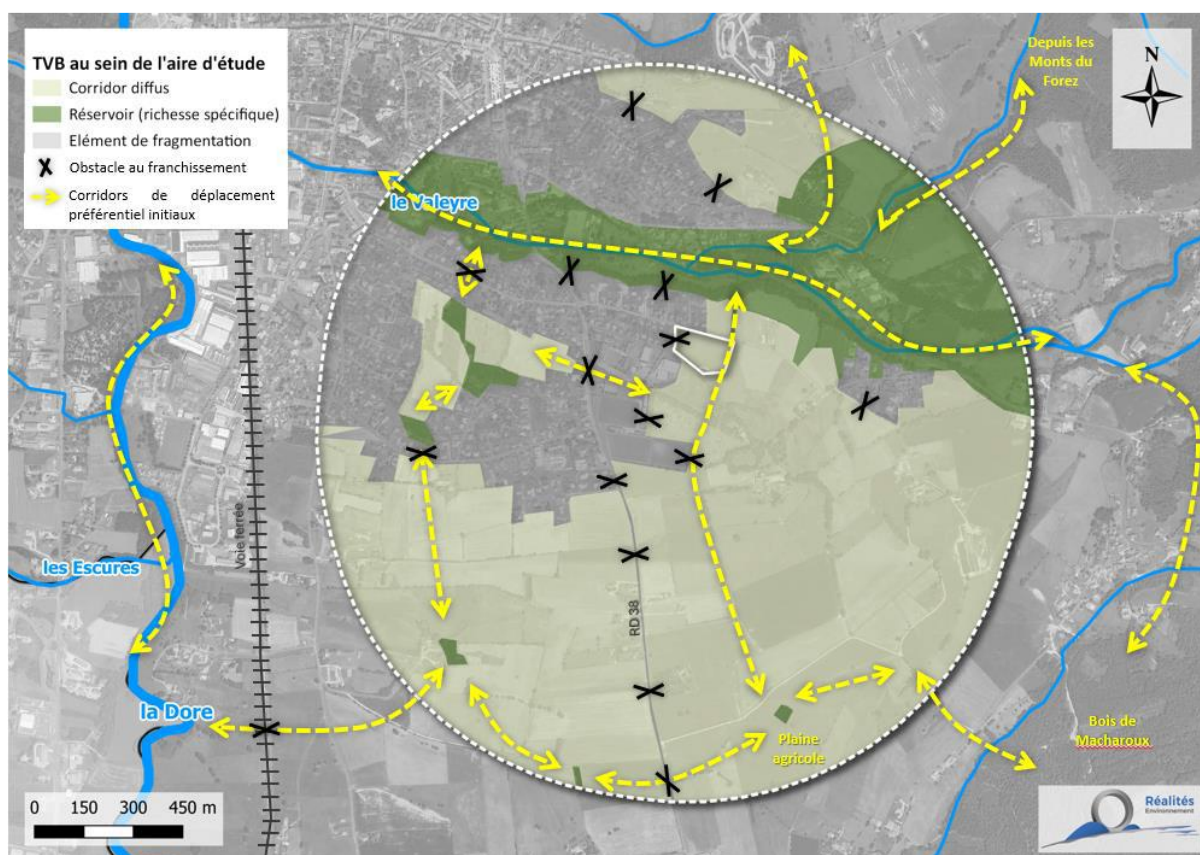 TVB au sein de l'aire d'étude
Corridor diffus
Réservoir (richesse spécifique)
Elément de fragmentation
Obstacle au franchissement
Corridors de déplacement
préférentiel initiaux
Depuis les
Monts du
Forez
N
le Valeyre
Voie ferrée
les Escures
RD 38
la Dore
Plaine
agricole
Bois de
Macharoux
0 150 300 450 m
Réalités
Environnement